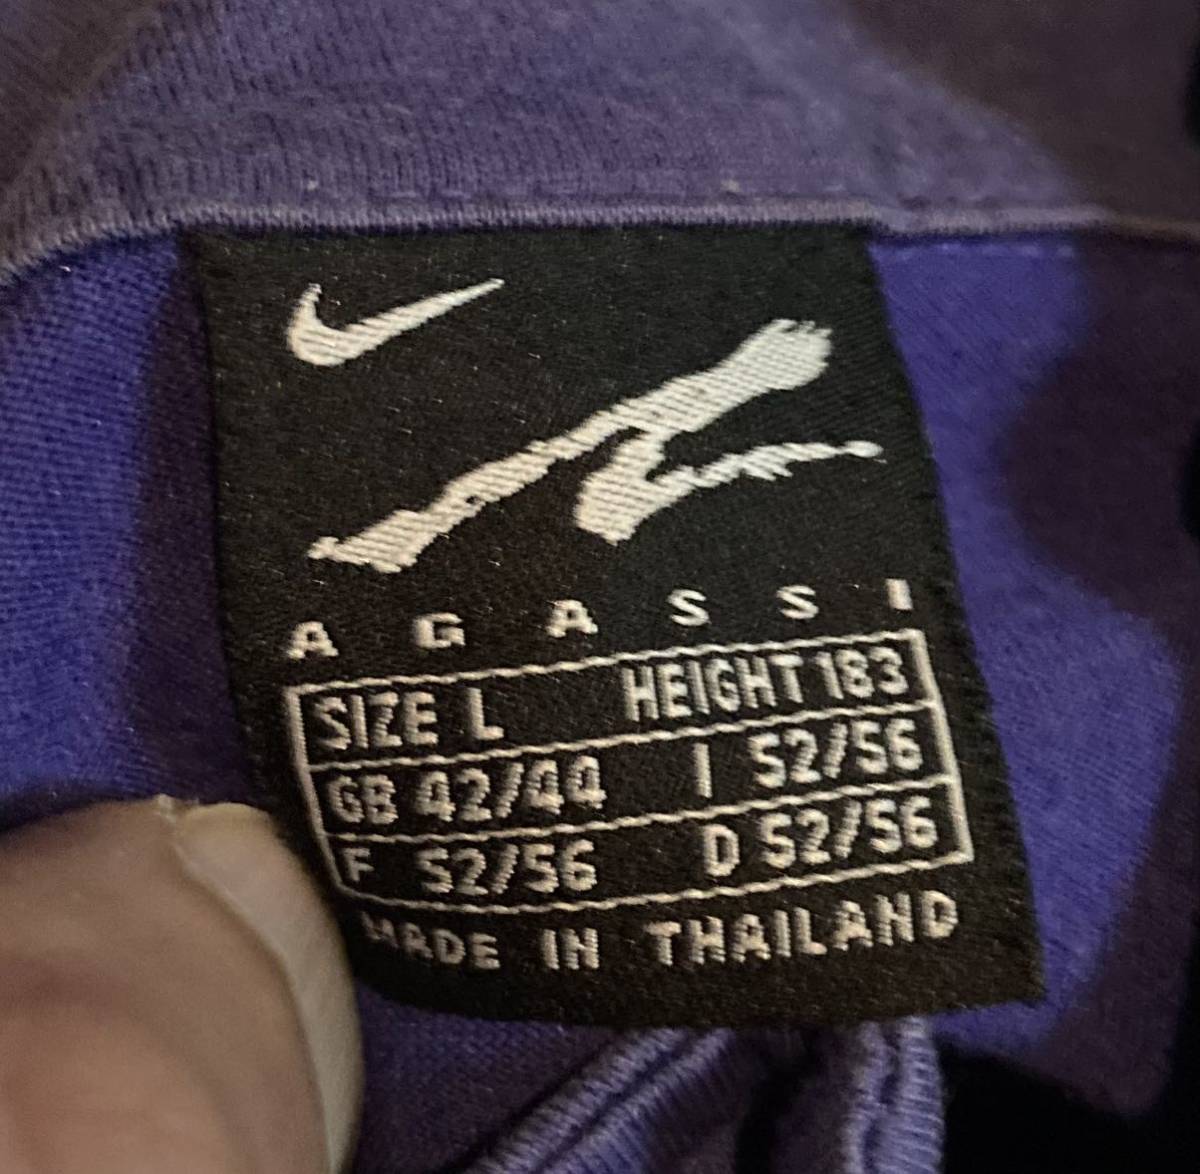 AGASSI
SIZE L HEIGHT 183
GB 42/44 I 52/56
F 52/56 D 52/56
MADE IN THAILAND